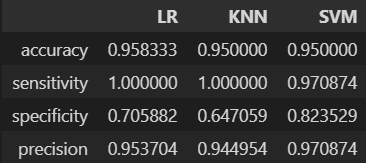 LR KNN SVM
accuracy 0.958333 0.950000 0.950000
sensitivity 1.000000 1.000000 0.970874
specificity 0.705882 0.647059 0.823529
precision 0.953704 0.944954 0.970874